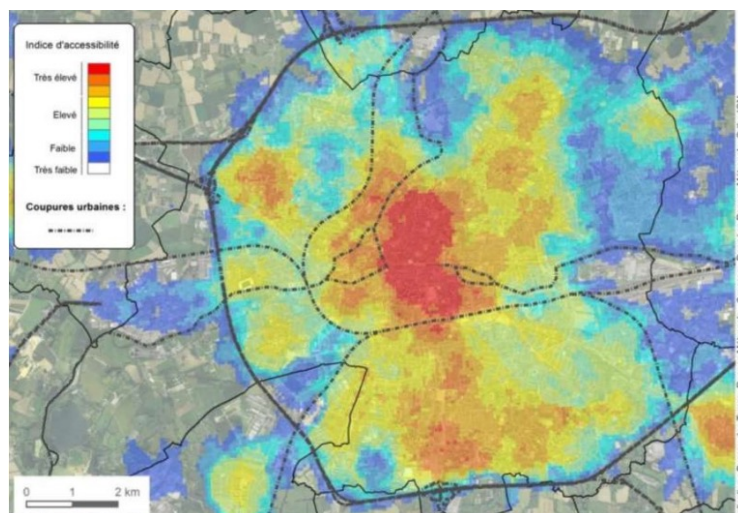 Indice d'accessibilité
Très élevé
Elevé
Faible
Très faible
Coupures urbaines :
0 1 2 km